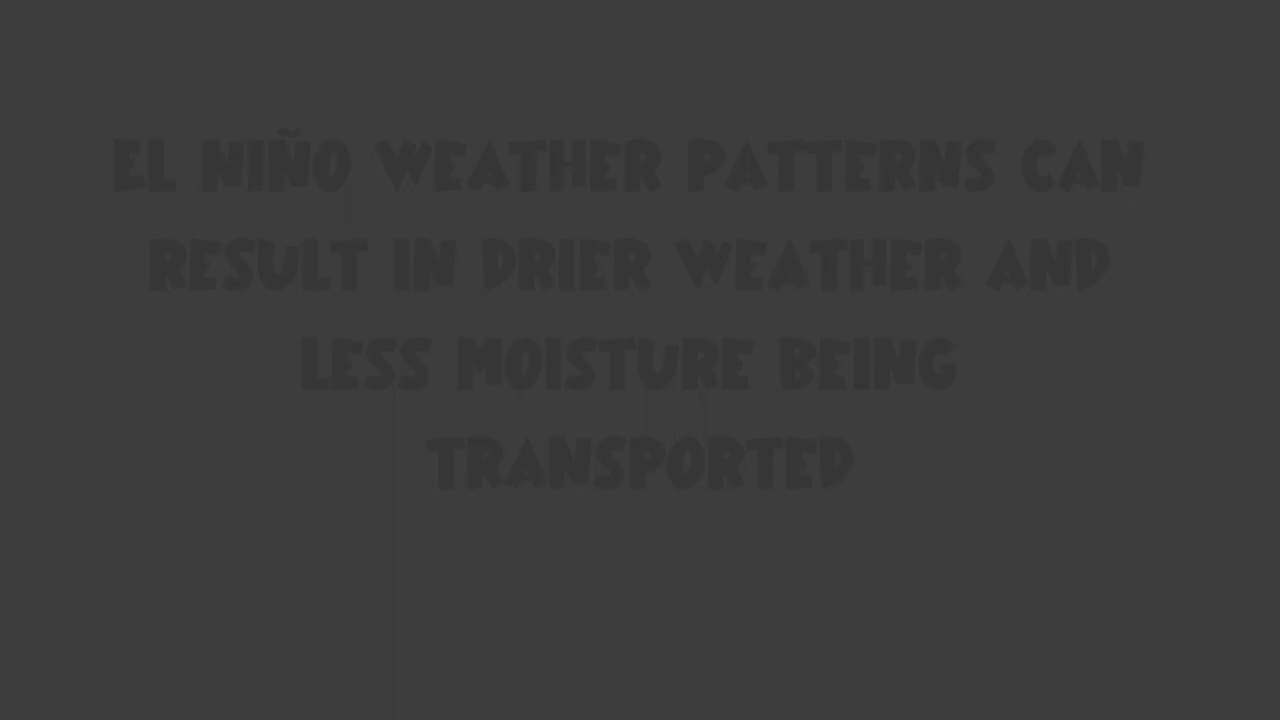 EL NIÑO WEATHER PATTERNS CAN
RESULT IN DRIER WEATHER AND
LESS MOISTURE BEING
TRANSPORTED